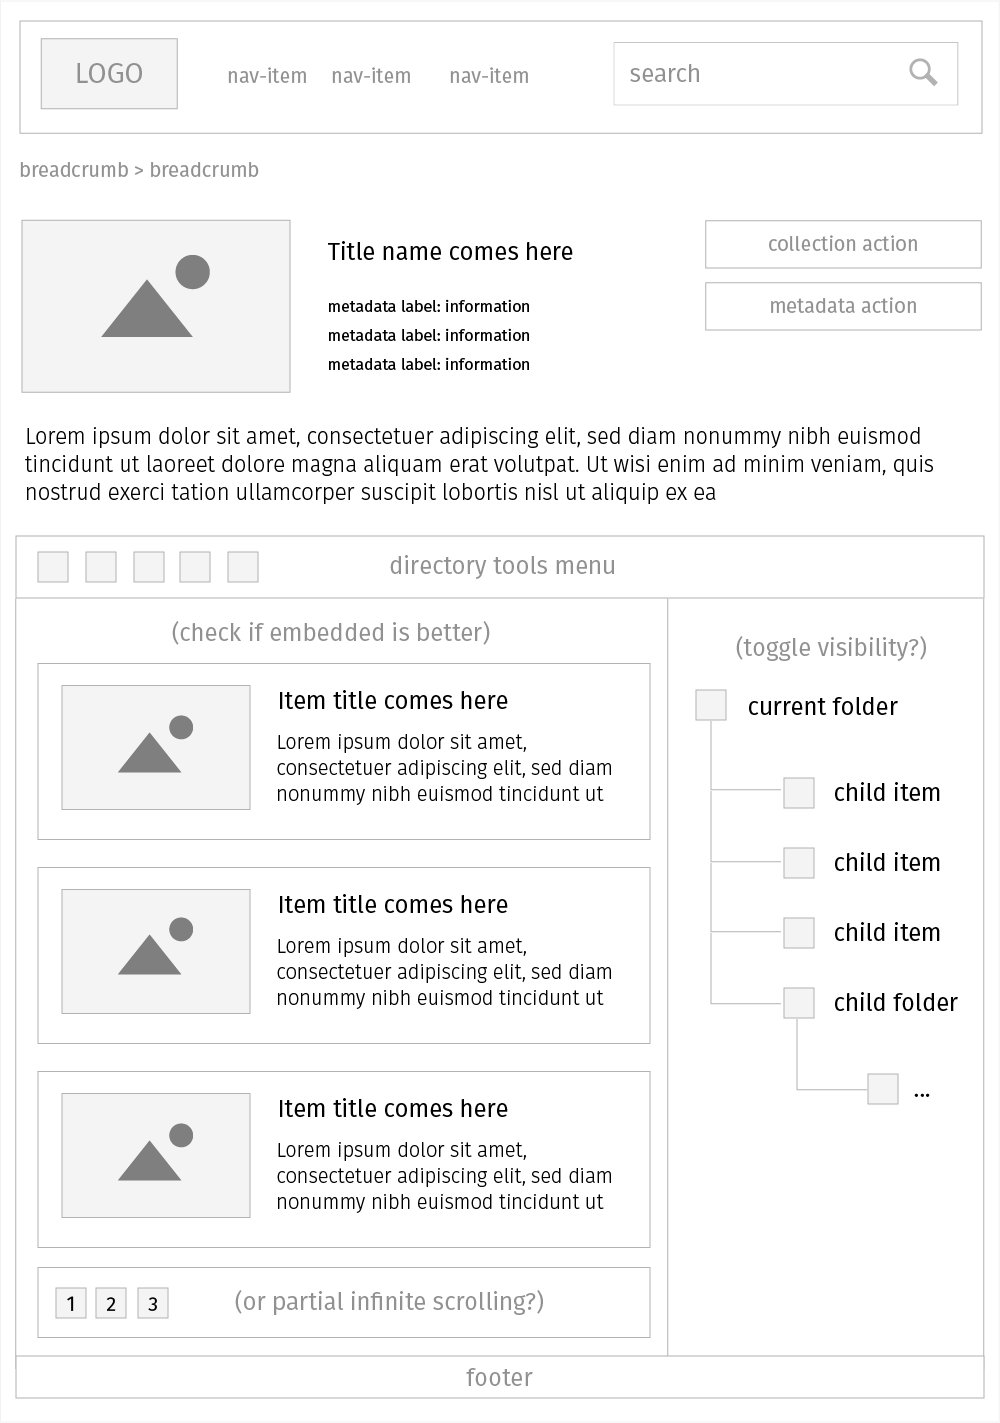 LOGO
nav-item nav-item nav-item
search
breadcrumb > breadcrumb
Title name comes here
metadata label: information
metadata label: information
metadata label: information
collection action
metadata action
Lorem ipsum dolor sit amet, consectetuer adipiscing elit, sed diam nonummy nibh euismod
tincidunt ut laoreet dolore magna aliquam erat volutpat. Ut wisi enim ad minim veniam, quis
nostrud exerci tation ullamcorper suscipit lobortis nisl ut aliquip ex ea
directory tools menu
(check if embedded is better)
Item title comes here
Lorem ipsum dolor sit amet,
consectetuer adipiscing elit, sed diam
nonummy nibh euismod tincidunt ut
Item title comes here
Lorem ipsum dolor sit amet,
consectetuer adipiscing elit, sed diam
nonummy nibh euismod tincidunt ut
Item title comes here
Lorem ipsum dolor sit amet,
consectetuer adipiscing elit, sed diam
nonummy nibh euismod tincidunt ut
1 2 3 (or partial infinite scrolling?)
(toggle visibility?)
current folder
child item
child item
child item
child folder
...
footer